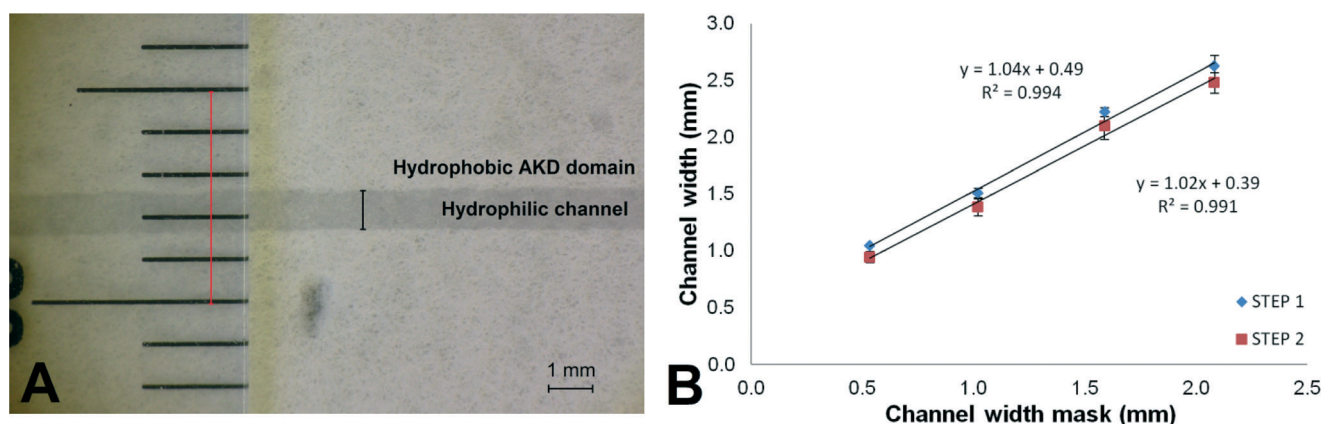 Hydrophobic AKD domain
Hydrophilic channel
1 mm
A
3.0
2.5
2.0
1.5
1.0
0.5
0.0
0.0 0.5 1.0 1.5 2.0 2.5
Channel width (mm)
Channel width mask (mm)
y = 1.04x + 0.49
R² = 0.994
y = 1.02x + 0.39
R² = 0.991
STEP 1
STEP 2
B